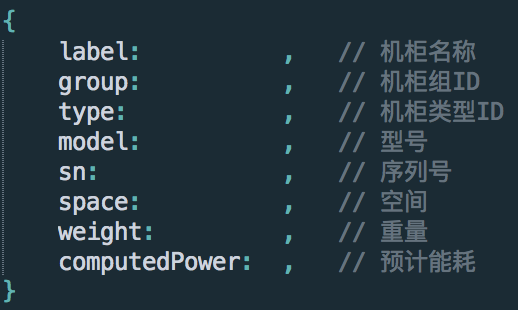 {
label: , // 机柜名称
group: , // 机柜组ID
type: , // 机柜类型ID
model: , // 型号
sn: , // 序列号
space: , // 空间
weight: , // 重量
computedPower: , // 预计能耗
}